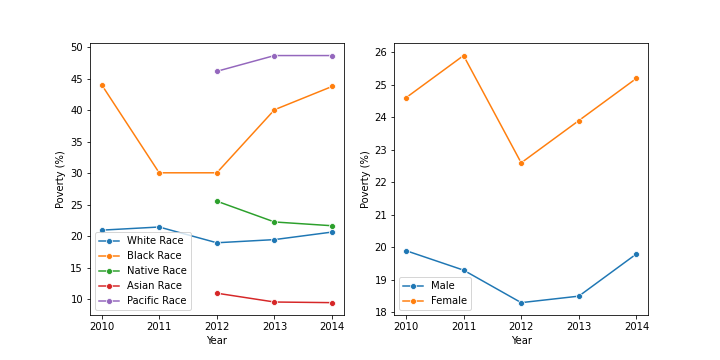 50
45
40
35
30
25
20
15
10
Poverty (%)
White Race
Black Race
Native Race
Asian Race
Pacific Race
2010 2011 2012 2013 2014
Year
26
25
24
23
22
21
20
19
18
Poverty (%)
Male
Female
2010 2011 2012 2013 2014
Year